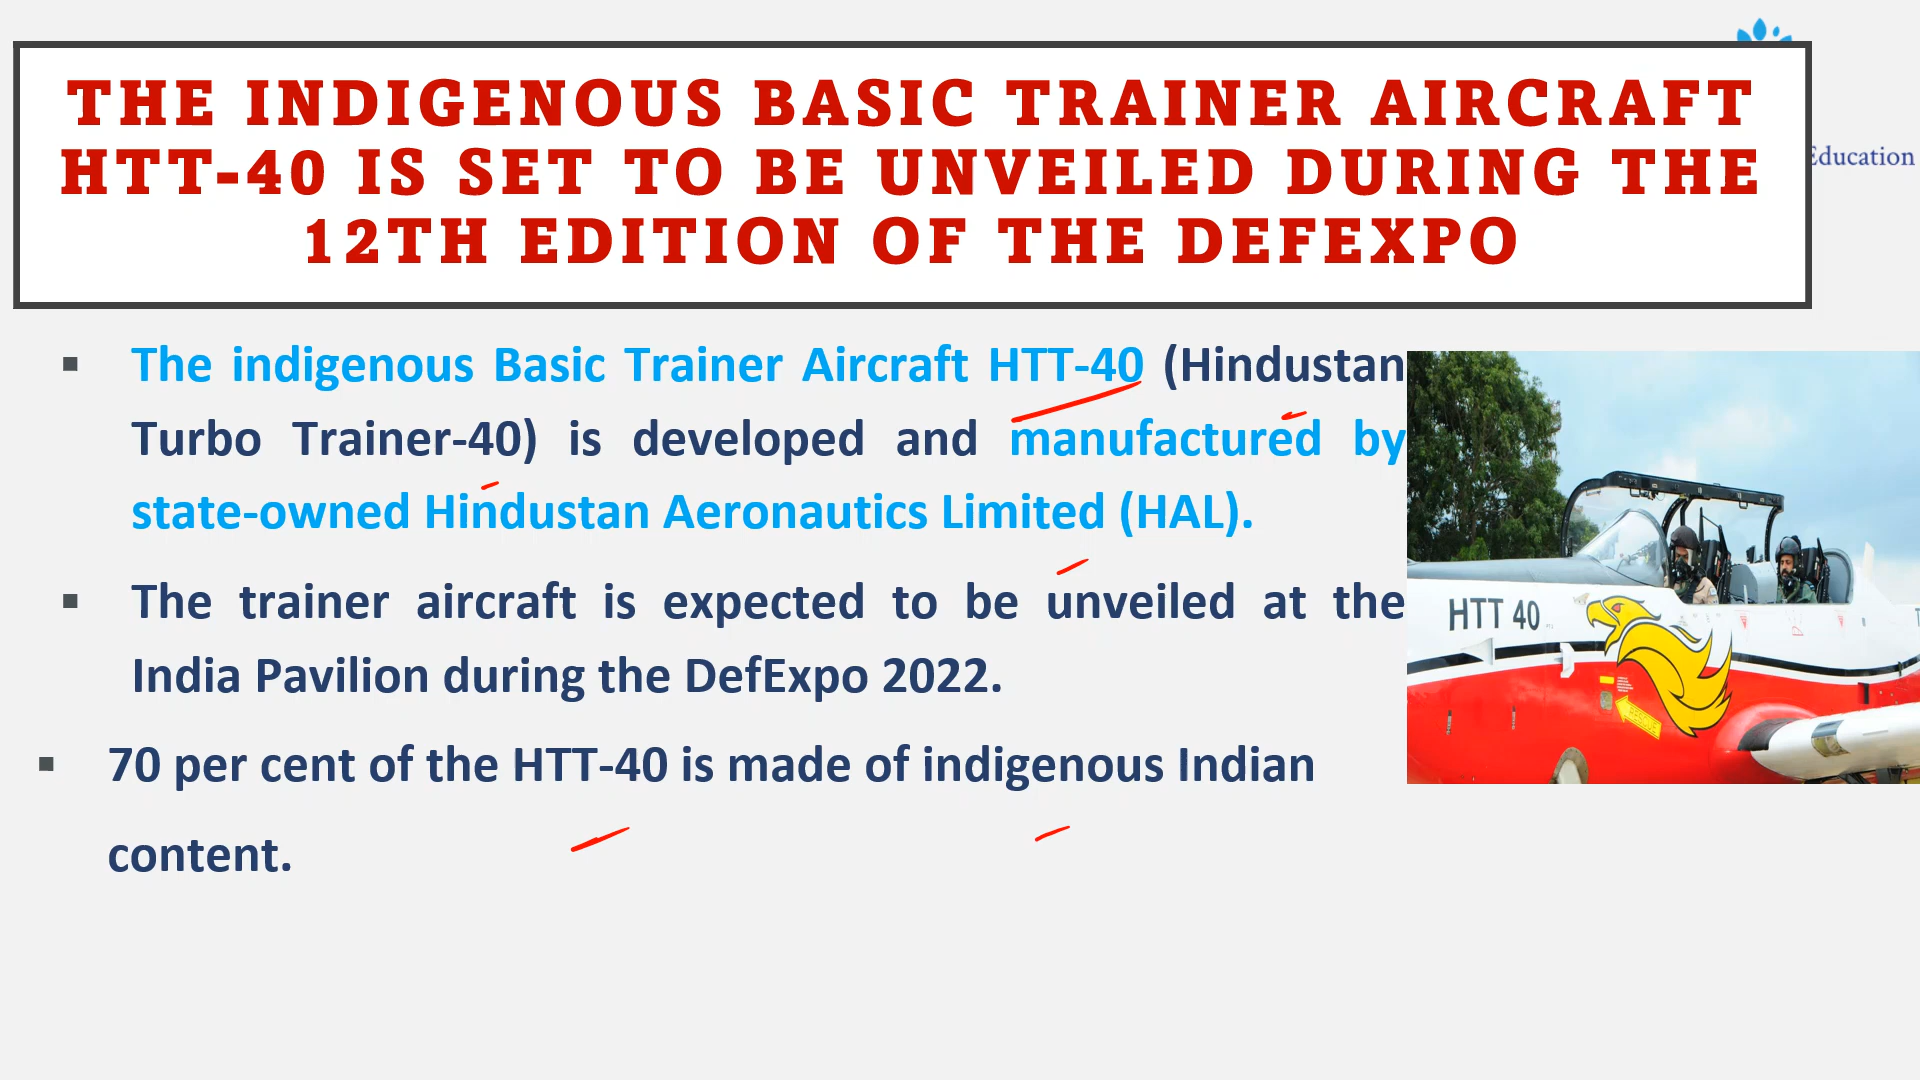 THE INDIGENOUS BASIC TRAINER AIRCRAFT
HTT-40 IS SET TO BE UNVEILED DURING THE
12TH EDITION OF THE DEFEXPO
Education
▪ The indigenous Basic Trainer Aircraft HTT-40 (Hindustan
Turbo Trainer-40) is developed and manufactured by
state-owned Hindustan Aeronautics Limited (HAL).
▪ The trainer aircraft is expected to be unveiled at the
India Pavilion during the DefExpo 2022.
▪ 70 per cent of the HTT-40 is made of indigenous Indian
content.
HTT 40
RESCUE